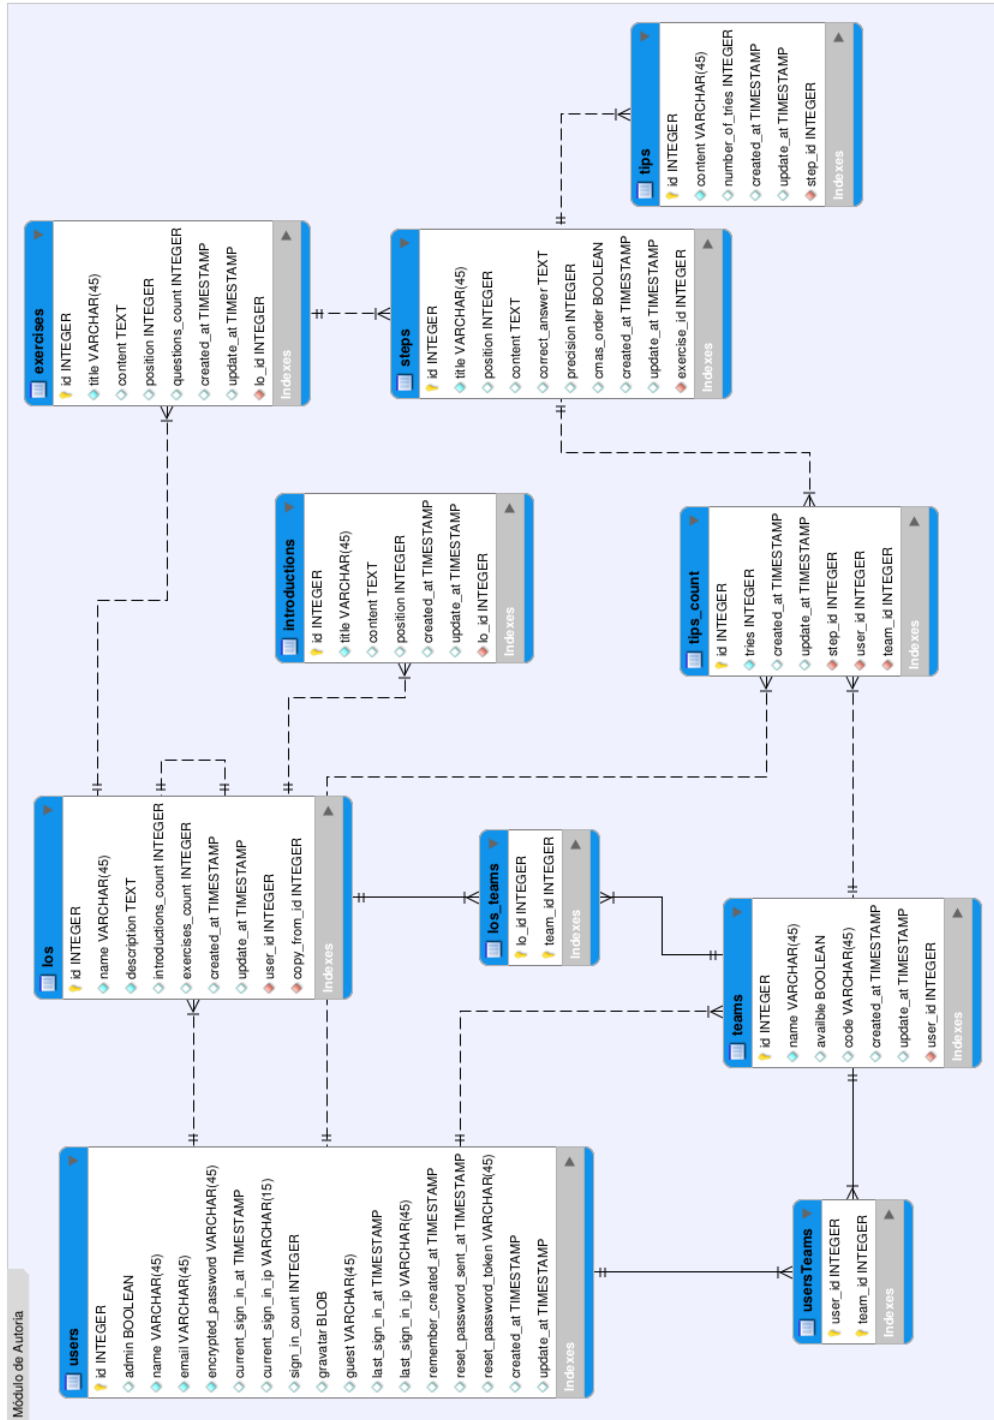 Módulo de Autoria
users
id INTEGER
admin BOOLEAN
name VARCHAR(45)
email VARCHAR(45)
encrypted_password VARCHAR(45)
current_sign_in_at TIMESTAMP
current_sign_in_ip VARCHAR(15)
sign_in_count INTEGER
gravatar BLOB
guest VARCHAR(45)
last_sign_in_at TIMESTAMP
last_sign_in_ip VARCHAR(45)
remember_created_at TIMESTAMP
reset_password_sent_at TIMESTAMP
reset_password_token VARCHAR(45)
created_at TIMESTAMP
update_at TIMESTAMP
Indexes
los
id INTEGER
name VARCHAR(45)
description TEXT
introductions_count INTEGER
exercises_count INTEGER
created_at TIMESTAMP
update_at TIMESTAMP
user_id INTEGER
copy_from_id INTEGER
Indexes
exercises
id INTEGER
title VARCHAR(45)
content TEXT
position INTEGER
questions_count INTEGER
created_at TIMESTAMP
update_at TIMESTAMP
lo_id INTEGER
Indexes
introductions
id INTEGER
title VARCHAR(45)
content TEXT
position INTEGER
created_at TIMESTAMP
update_at TIMESTAMP
lo_id INTEGER
Indexes
steps
id INTEGER
title VARCHAR(45)
position INTEGER
content TEXT
correct_answer TEXT
precision INTEGER
cmas_order BOOLEAN
created_at TIMESTAMP
update_at TIMESTAMP
exercise_id INTEGER
Indexes
tips
id INTEGER
content VARCHAR(45)
number_of_tries INTEGER
created_at TIMESTAMP
update_at TIMESTAMP
step_id INTEGER
Indexes
los_teams
lo_id INTEGER
team_id INTEGER
Indexes
tips_count
id INTEGER
tries INTEGER
created_at TIMESTAMP
update_at TIMESTAMP
step_id INTEGER
user_id INTEGER
team_id INTEGER
Indexes
teams
id INTEGER
name VARCHAR(45)
availble BOOLEAN
code VARCHAR(45)
created_at TIMESTAMP
update_at TIMESTAMP
user_id INTEGER
Indexes
usersTeams
user_id INTEGER
team_id INTEGER
Indexes